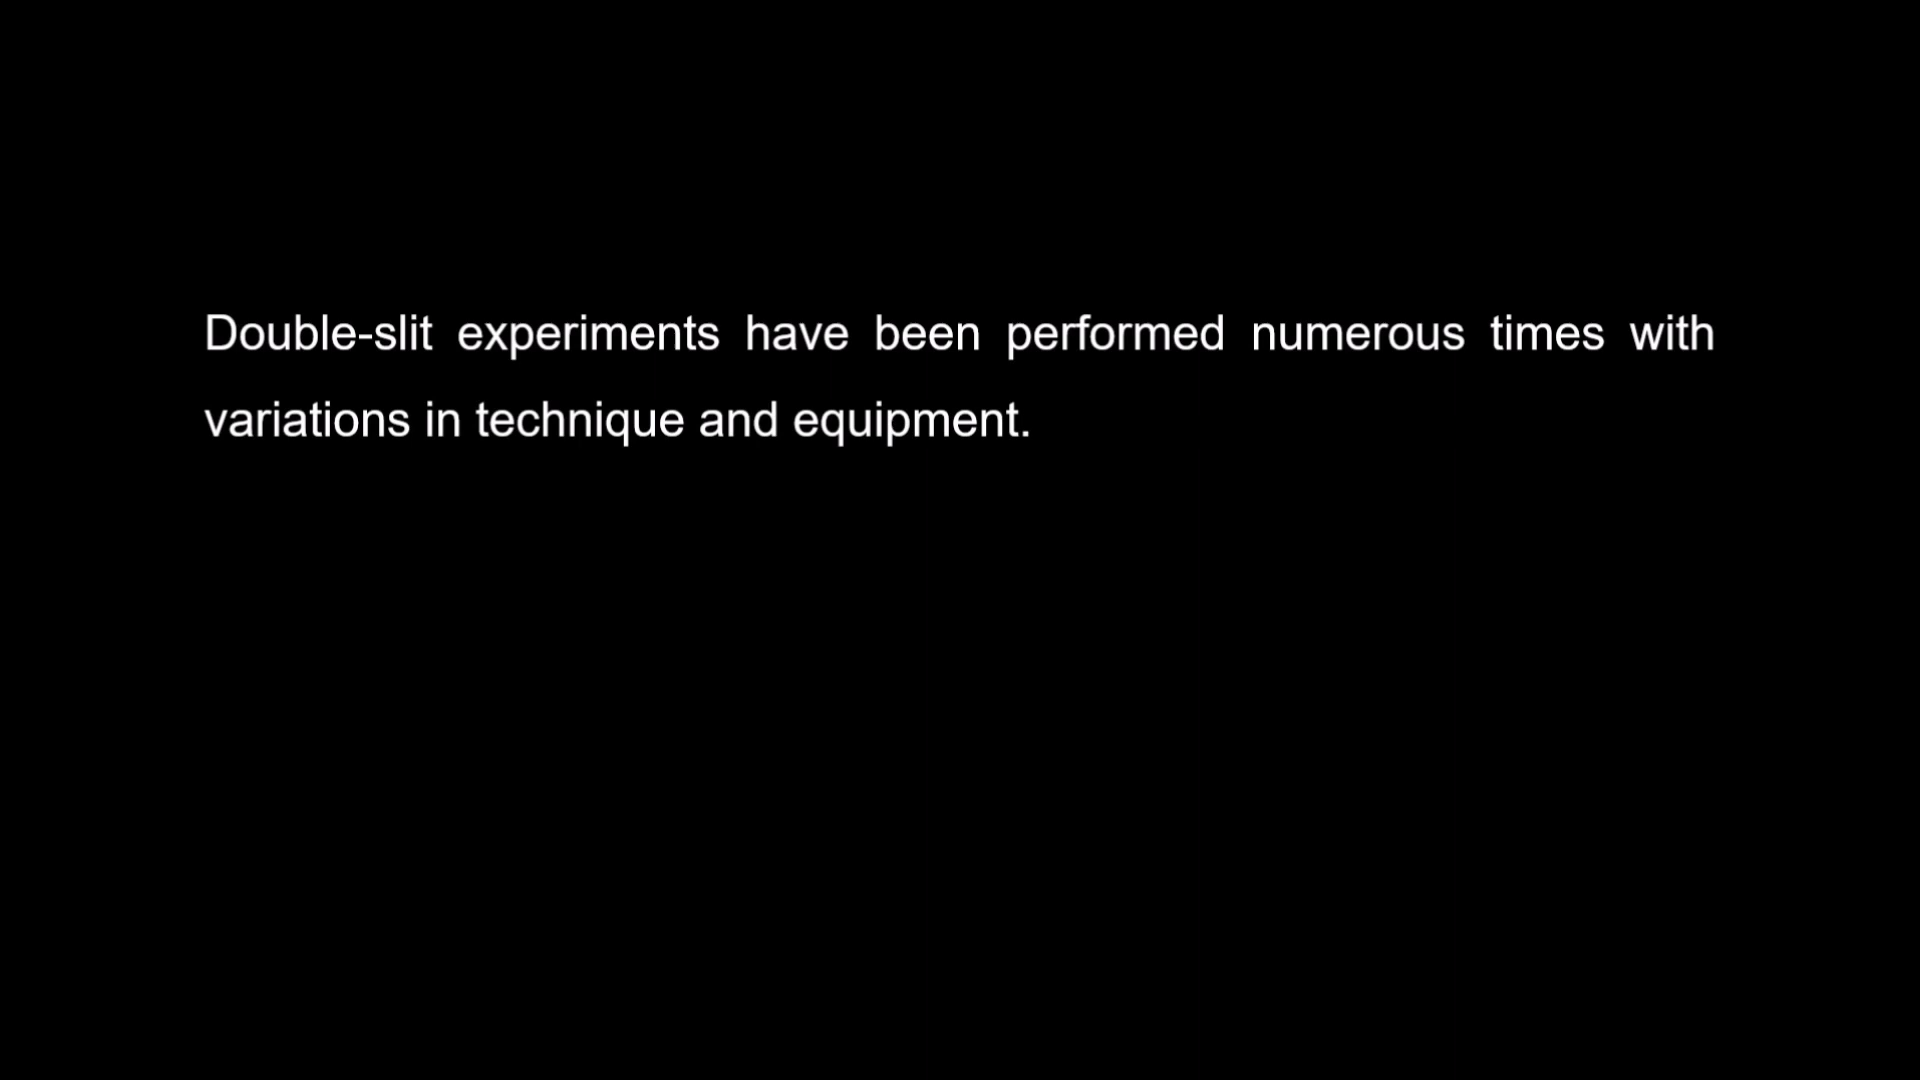 Double-slit experiments have been performed numerous times with
variations in technique and equipment.